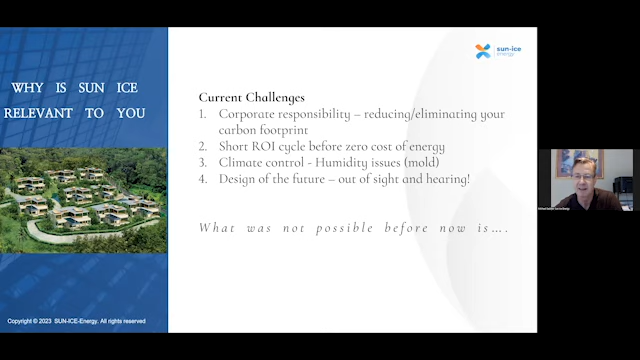 WHY IS SUN ICE
RELEVANT TO YOU
sun-ice
energy
Current Challenges
1. Corporate responsibility – reducing/eliminating your
carbon footprint
2. Short ROI cycle before zero cost of energy
3. Climate control - Humidity issues (mold)
4. Design of the future – out of sight and hearing!
What was not possible before now is….
Copyright © 2023 SUN-ICE-Energy. All rights reserved